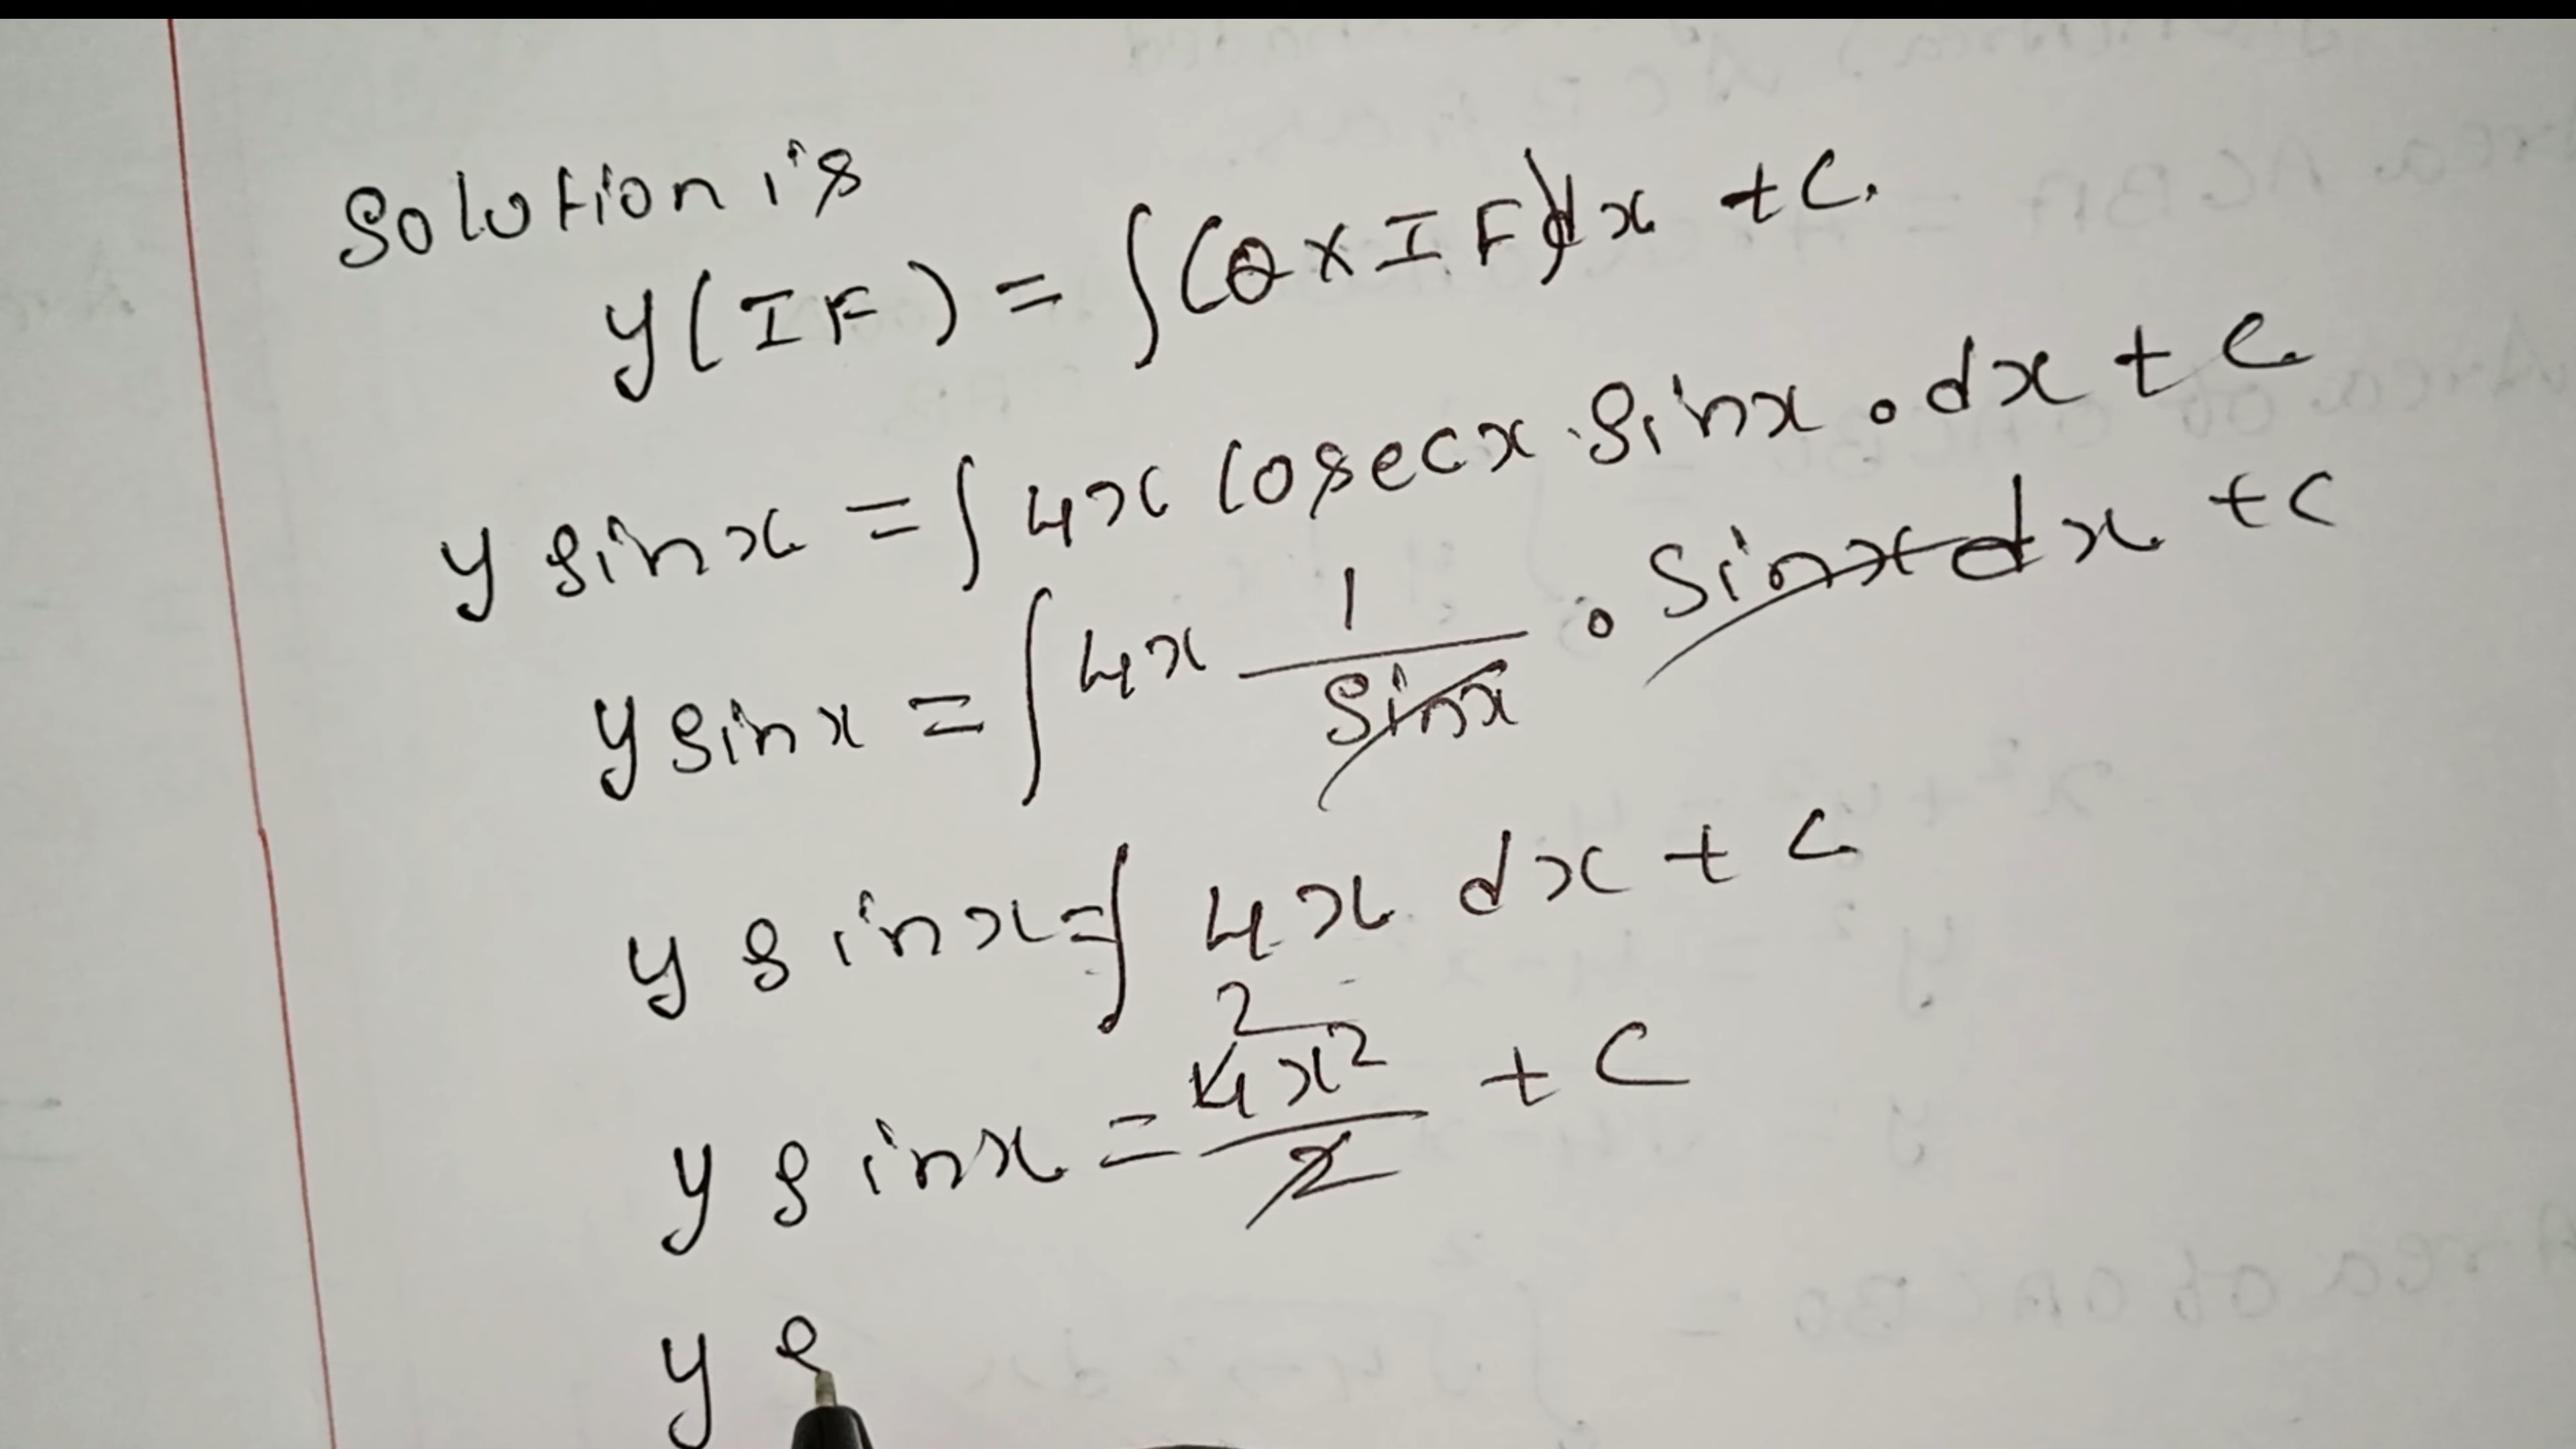 Solution is
y(IF) = ∫(Q×IF)dx + C.
y sinx = ∫ 4x cosecx . sinx . dx + C
y sinx = ∫ 4x 1/sinx . sinx dx + C
y sinx = ∫ 4x dx + C
y sinx = 2 4x²/2 + C
y